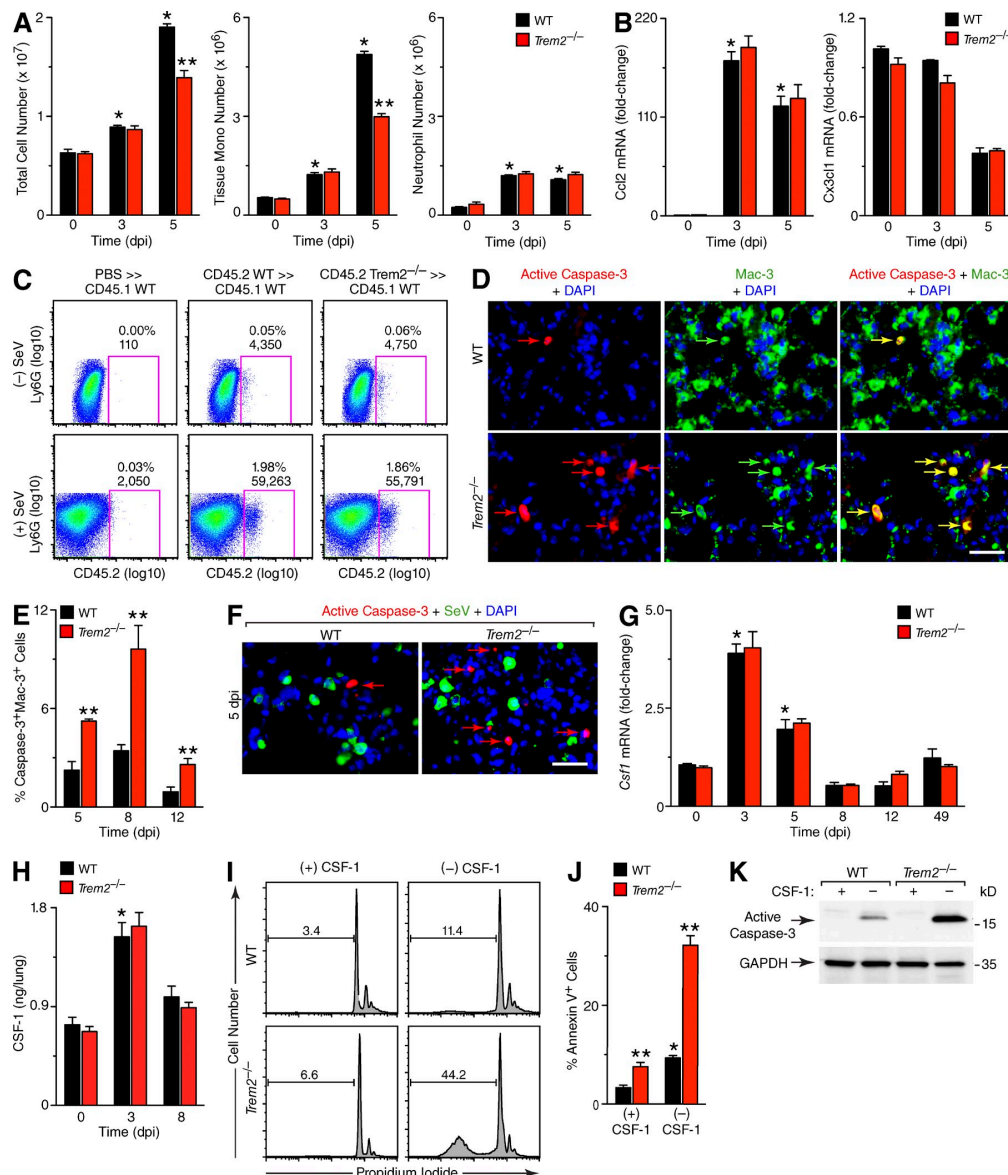 A
WT
Trem2–/–
Total Cell Number (x 10⁷)
2
1
0
* * **
0 3 5
Time (dpi)
Tissue Mono Number (x 10⁶)
6
3
0
* * **
0 3 5
Time (dpi)
Neutrophil Number (x 10⁶)
6
3
0
* *
0 3 5
Time (dpi)
B
WT
Trem2–/–
Ccl2 mRNA (fold-change)
220
110
0
* *
0 3 5
Time (dpi)
Cx3cl1 mRNA (fold-change)
1.2
0.6
0
0 3 5
Time (dpi)
C
PBS >>
CD45.1 WT
CD45.2 WT >>
CD45.1 WT
CD45.2 Trem2–/– >>
CD45.1 WT
(–) SeV
Ly6G (log10)
0.00%
110
0.05%
4,350
0.06%
4,750
(+) SeV
Ly6G (log10)
0.03%
2,050
1.98%
59,263
1.86%
55,791
CD45.2 (log10) CD45.2 (log10) CD45.2 (log10)
D
Active Caspase-3
+ DAPI
Mac-3
+ DAPI
Active Caspase-3 + Mac-3
+ DAPI
WT
Trem2–/–
E
WT
Trem2–/–
% Caspase-3⁺Mac-3⁺ Cells
12
6
0
** ** **
5 8 12
Time (dpi)
F
Active Caspase-3 + SeV + DAPI
WT Trem2–/–
5 dpi
G
WT
Trem2–/–
Csf1 mRNA (fold-change)
5.0
2.5
0
* *
0 3 5 8 12 49
Time (dpi)
H
WT
Trem2–/–
CSF-1 (ng/lung)
1.8
0.9
0
*
0 3 8
Time (dpi)
I
(+) CSF-1 (–) CSF-1
WT
3.4 11.4
Cell Number
Trem2–/–
6.6 44.2
Propidium Iodide
J
WT
Trem2–/–
% Annexin V⁺ Cells
40
20
0
** * **
(+)
CSF-1
(–)
CSF-1
K
WT Trem2–/–
CSF-1: + – + – kD
Active
Caspase-3
-15
GAPDH
-35